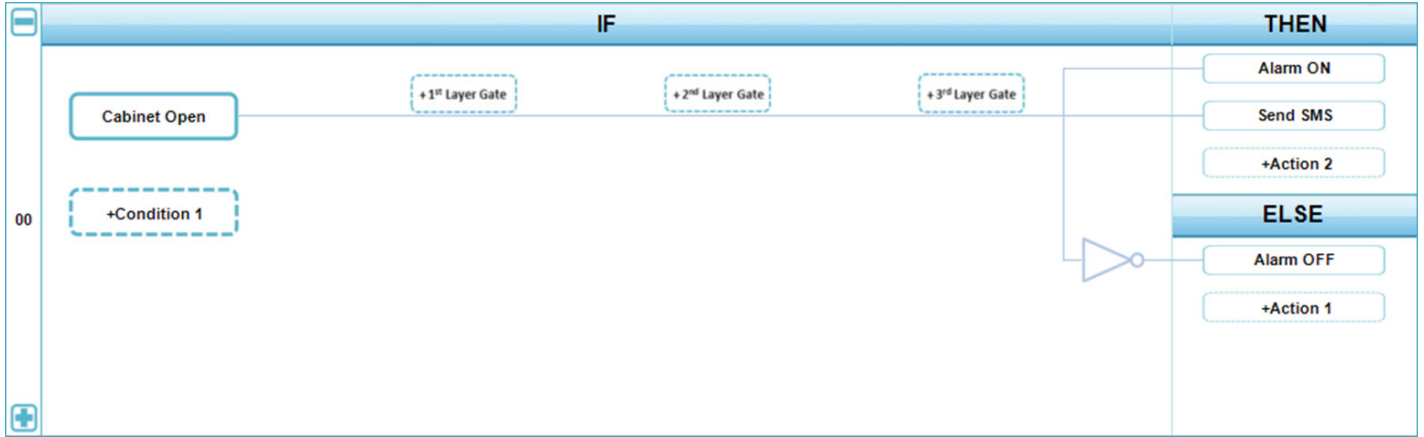 IF
THEN
Alarm ON
+1st Layer Gate
+2nd Layer Gate
+3rd Layer Gate
Cabinet Open
Send SMS
+Action 2
+Condition 1
00
ELSE
Alarm OFF
+Action 1